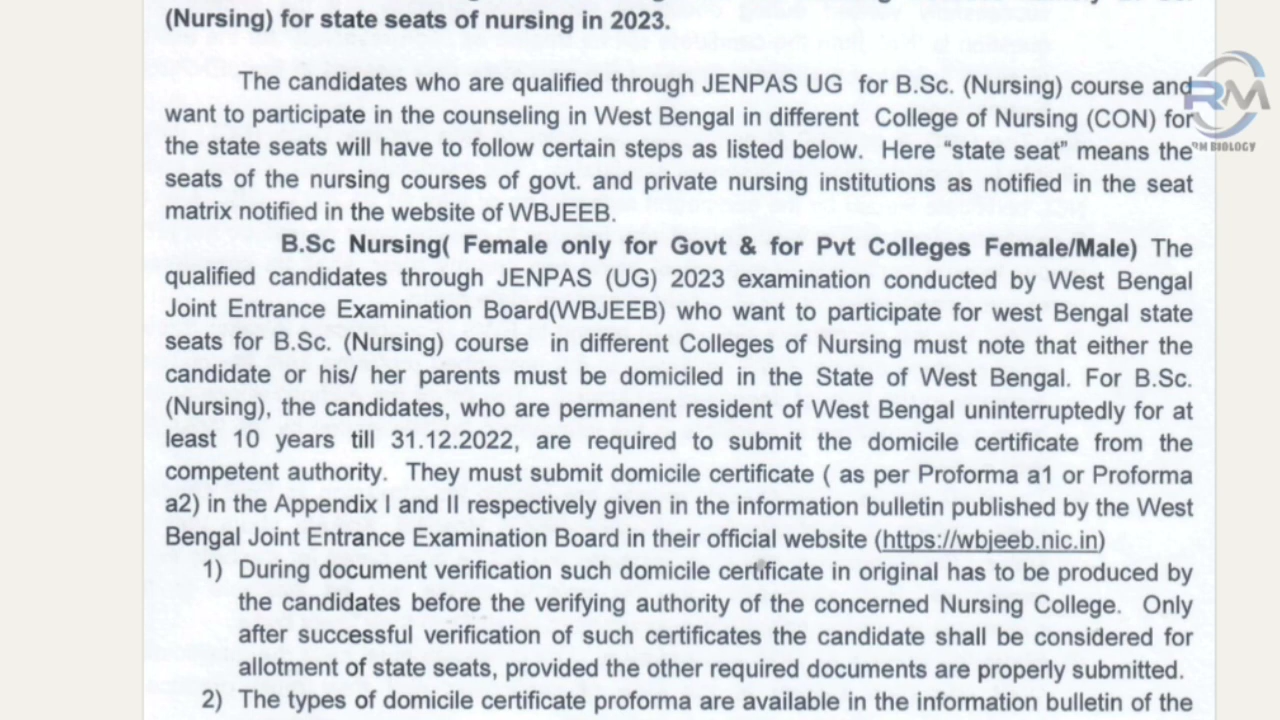 (Nursing) for state seats of nursing in 2023.
The candidates who are qualified through JENPAS UG for B.Sc. (Nursing) course and
want to participate in the counseling in West Bengal in different College of Nursing (CON) for
the state seats will have to follow certain steps as listed below. Here “state seat” means the
seats of the nursing courses of govt. and private nursing institutions as notified in the seat
matrix notified in the website of WBJEEB.
B.Sc Nursing( Female only for Govt & for Pvt Colleges Female/Male) The
qualified candidates through JENPAS (UG) 2023 examination conducted by West Bengal
Joint Entrance Examination Board(WBJEEB) who want to participate for west Bengal state
seats for B.Sc. (Nursing) course in different Colleges of Nursing must note that either the
candidate or his/ her parents must be domiciled in the State of West Bengal. For B.Sc.
(Nursing), the candidates, who are permanent resident of West Bengal uninterruptedly for at
least 10 years till 31.12.2022, are required to submit the domicile certificate from the
competent authority. They must submit domicile certificate ( as per Proforma a1 or Proforma
a2) in the Appendix I and II respectively given in the information bulletin published by the West
Bengal Joint Entrance Examination Board in their official website (https://wbjeeb.nic.in)
1) During document verification such domicile certificate in original has to be produced by
the candidates before the verifying authority of the concerned Nursing College. Only
after successful verification of such certificates the candidate shall be considered for
allotment of state seats, provided the other required documents are properly submitted.
2) The types of domicile certificate proforma are available in the information bulletin of the
RM
RM BIOLOGY